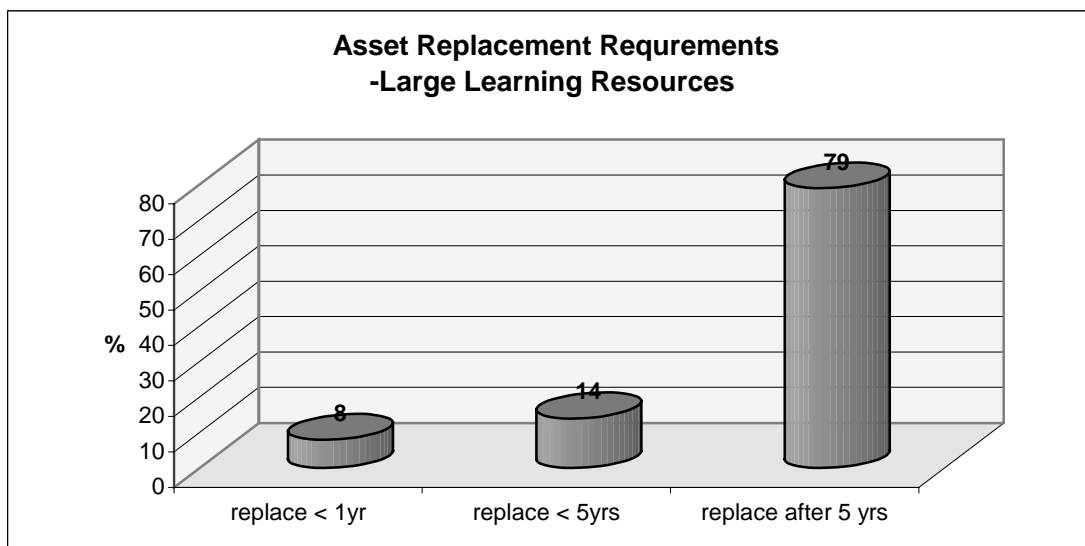 Asset Replacement Requrements
-Large Learning Resources
79
80
70
60
50
40
%
30
20
10
0
14
8
replace < 1yr
replace < 5yrs
replace after 5 yrs